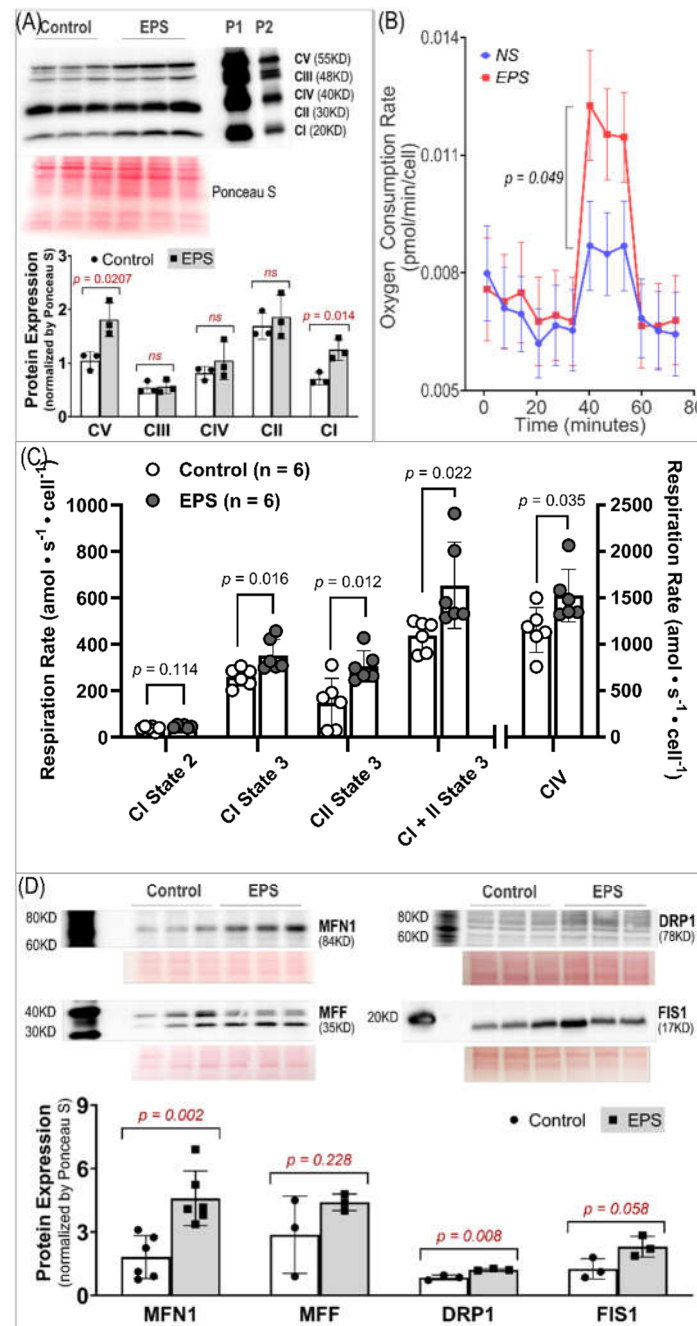 (A)
Control EPS P1 P2
CV (55KD)
CIII (48KD)
CIV (40KD)
CII (30KD)
CI (20KD)
Ponceau S
Protein Expression
(normalized by Ponceau S)
3
2
1
0
Control EPS
p = 0.0207
ns
ns
ns
p = 0.014
CV CIII CIV CII CI
(B)
Oxygen Consumption Rate
(pmol/min/cell)
0.014
0.011
0.008
0.005
NS
EPS
p = 0.049
0 20 40 60 80
Time (minutes)
(C)
Control (n = 6)
EPS (n = 6)
Respiration Rate (amol • s⁻¹ • cell⁻¹)
1000
800
600
400
200
0
p = 0.114
p = 0.016
p = 0.012
p = 0.022
p = 0.035
2500
2000
1500
1000
500
0
Respiration Rate (amol • s⁻¹ • cell⁻¹)
CI State 2
CI State 3
CII State 3
CI + II State 3
CIV
(D)
Control EPS
80KD
60KD
MFN1
(84KD)
40KD
30KD
MFF
(35KD)
Control EPS
80KD
60KD
DRP1
(78KD)
20KD
FIS1
(17KD)
Protein Expression
(normalized by Ponceau S)
9
6
3
0
Control EPS
p = 0.002
p = 0.228
p = 0.008
p = 0.058
MFN1 MFF DRP1 FIS1